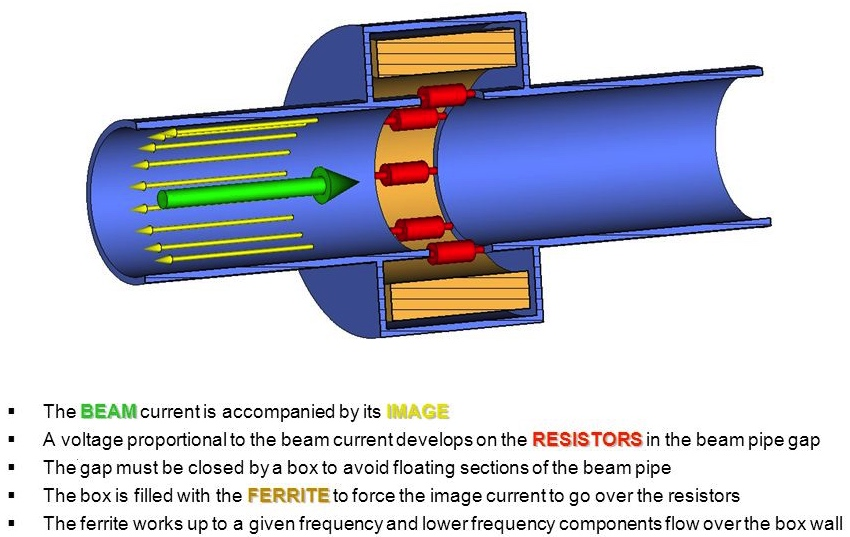 ▪ The BEAM current is accompanied by its IMAGE
▪ A voltage proportional to the beam current develops on the RESISTORS in the beam pipe gap
▪ The gap must be closed by a box to avoid floating sections of the beam pipe
▪ The box is filled with the FERRITE to force the image current to go over the resistors
▪ The ferrite works up to a given frequency and lower frequency components flow over the box wall